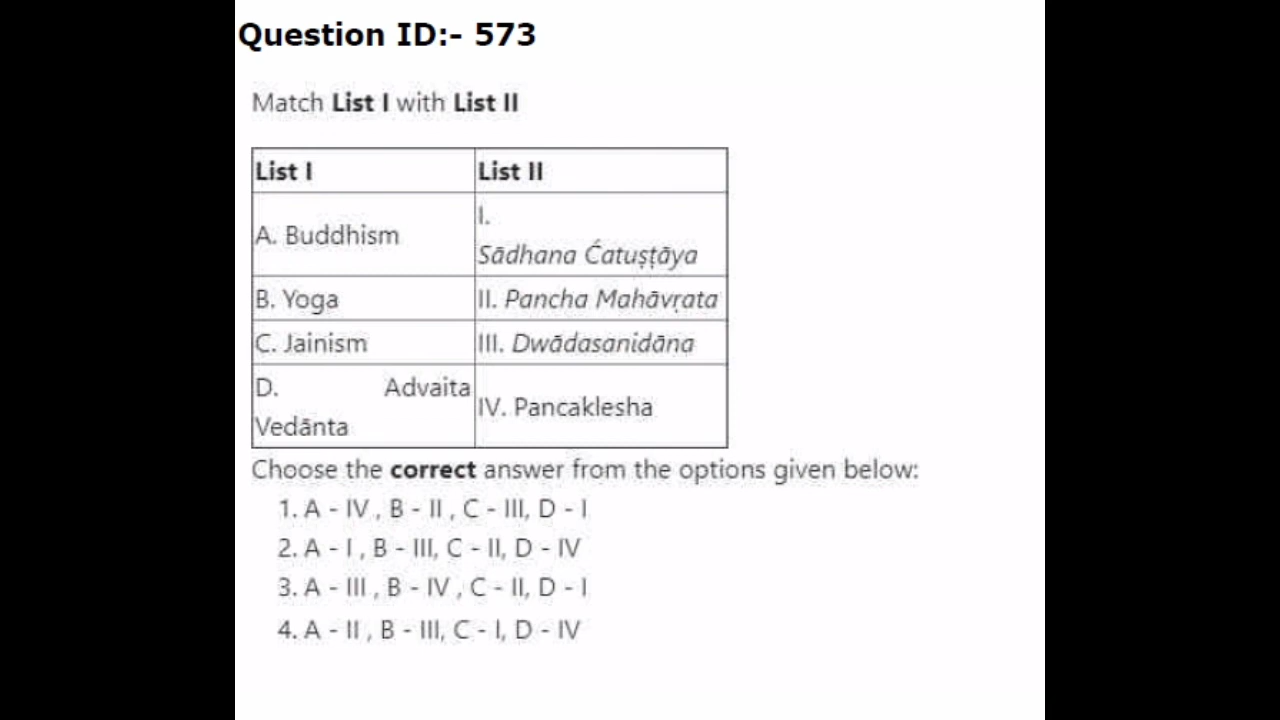 Question ID:- 573
Match List I with List II
List I
List II
A. Buddhism
I.
Sādhana Ćatuṣṭāya
B. Yoga
II. Pancha Mahāvṛata
C. Jainism
III. Dwādasanidāna
D. Advaita
Vedānta
IV. Pancaklesha
Choose the correct answer from the options given below:
1. A - IV , B - II , C - III, D - I
2. A - I , B - III, C - II, D - IV
3. A - III , B - IV , C - II, D - I
4. A - II , B - III, C - I, D - IV